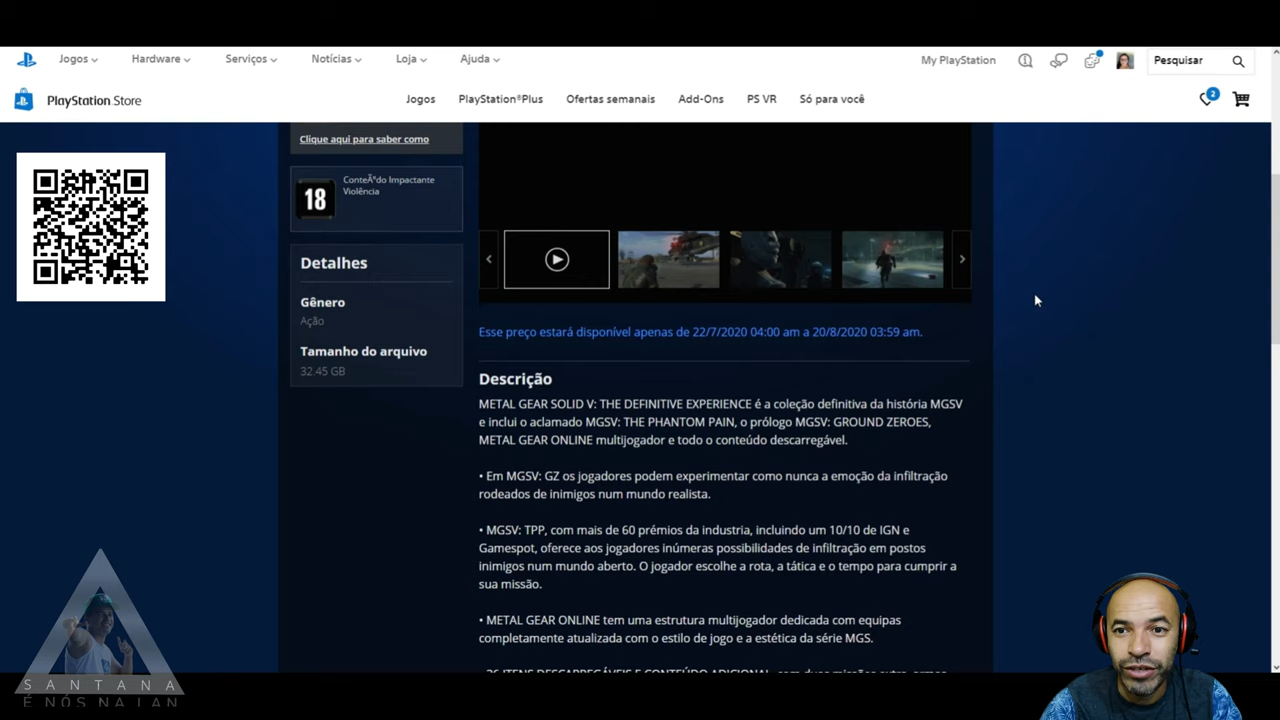 Jogos
Hardware
Serviços
Notícias
Loja
Ajuda
My PlayStation
Pesquisar
PlayStation Store
Jogos
PlayStation®Plus
Ofertas semanais
Add-Ons
PS VR
Só para você
2
Clique aqui para saber como
18
ConteÃºdo Impactante
Violência
Detalhes
Gênero
Ação
Tamanho do arquivo
32.45 GB
Esse preço estará disponível apenas de 22/7/2020 04:00 am a 20/8/2020 03:59 am.
Descrição
METAL GEAR SOLID V: THE DEFINITIVE EXPERIENCE é a coleção definitiva da história MGSV
e inclui o aclamado MGSV: THE PHANTOM PAIN, o prólogo MGSV: GROUND ZEROES,
METAL GEAR ONLINE multijogador e todo o conteúdo descarregável.
• Em MGSV: GZ os jogadores podem experimentar como nunca a emoção da infiltração
rodeados de inimigos num mundo realista.
• MGSV: TPP, com mais de 60 prémios da industria, incluindo um 10/10 de IGN e
Gamespot, oferece aos jogadores inúmeras possibilidades de infiltração em postos
inimigos num mundo aberto. O jogador escolhe a rota, a tática e o tempo para cumprir a
sua missão.
• METAL GEAR ONLINE tem uma estrutura multijogador dedicada com equipas
completamente atualizada com o estilo de jogo e a estética da série MGS.
ITENS DESCARREGÁVEIS E CONTEÚDO ADICIONAL
SANTANA
É NÓS NA LAN